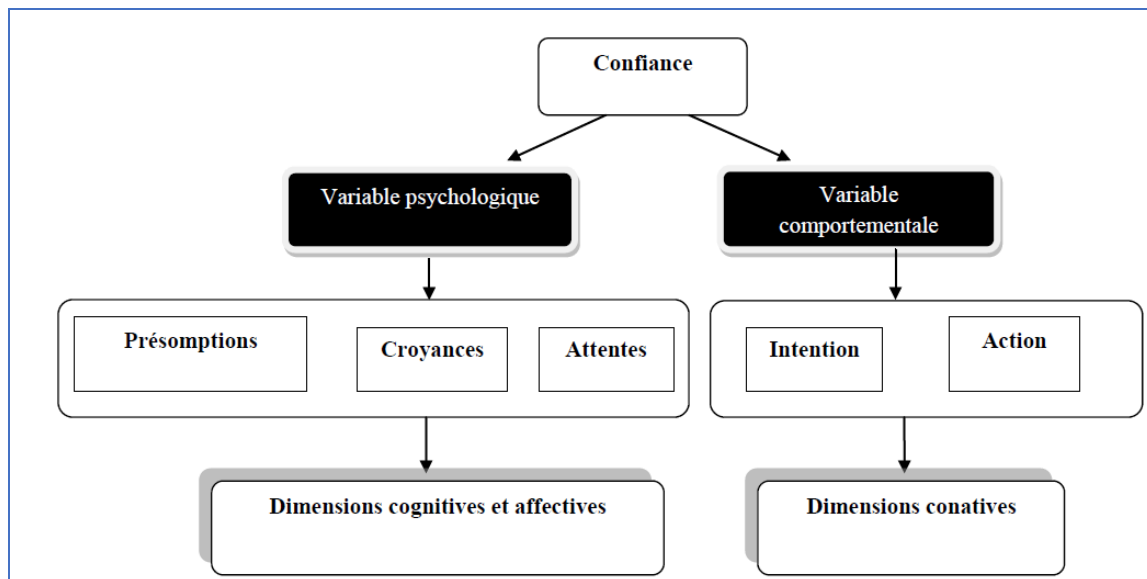 Confiance
Variable psychologique
Variable
comportementale
Présomptions
Croyances
Attentes
Intention
Action
Dimensions cognitives et affectives
Dimensions conatives